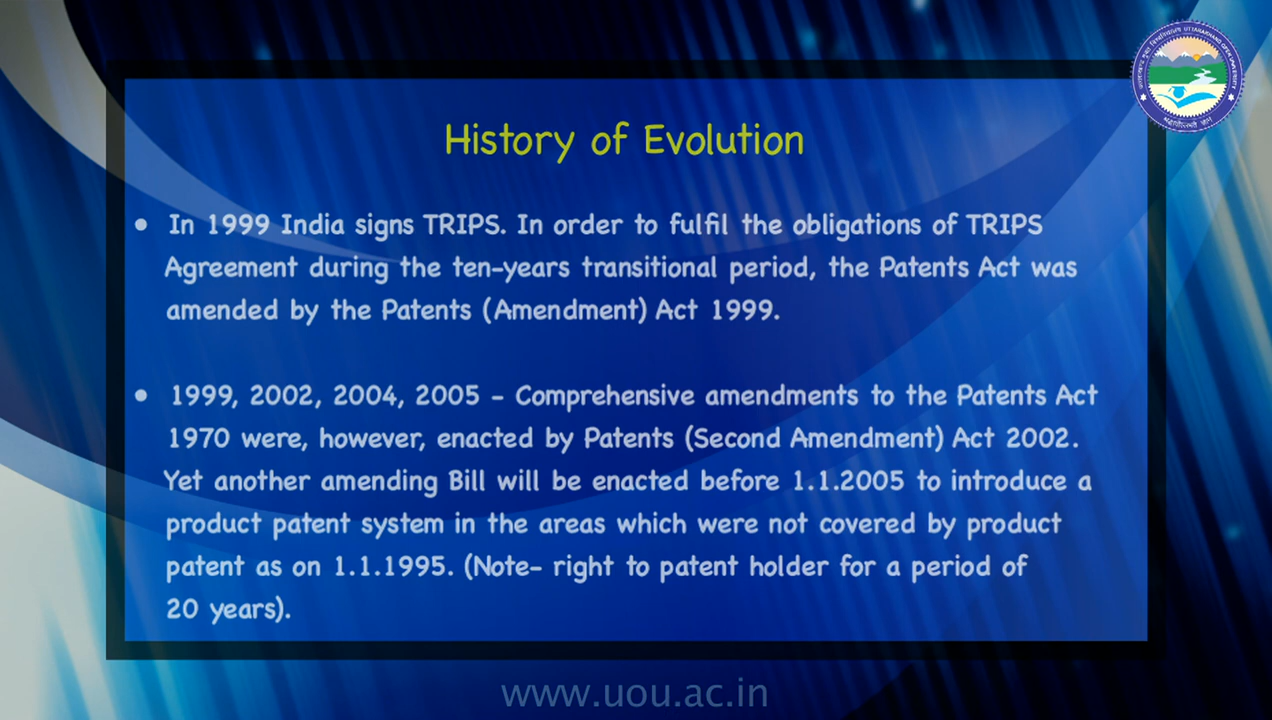 History of Evolution
• In 1999 India signs TRIPS. In order to fulfil the obligations of TRIPS
Agreement during the ten-years transitional period, the Patents Act was
amended by the Patents (Amendment) Act 1999.
• 1999, 2002, 2004, 2005 - Comprehensive amendments to the Patents Act
1970 were, however, enacted by Patents (Second Amendment) Act 2002.
Yet another amending Bill will be enacted before 1.1.2005 to introduce a
product patent system in the areas which were not covered by product
patent as on 1.1.1995. (Note- right to patent holder for a period of
20 years).
www.uou.ac.in
UTTARAKHAND OPEN UNIVERSITY